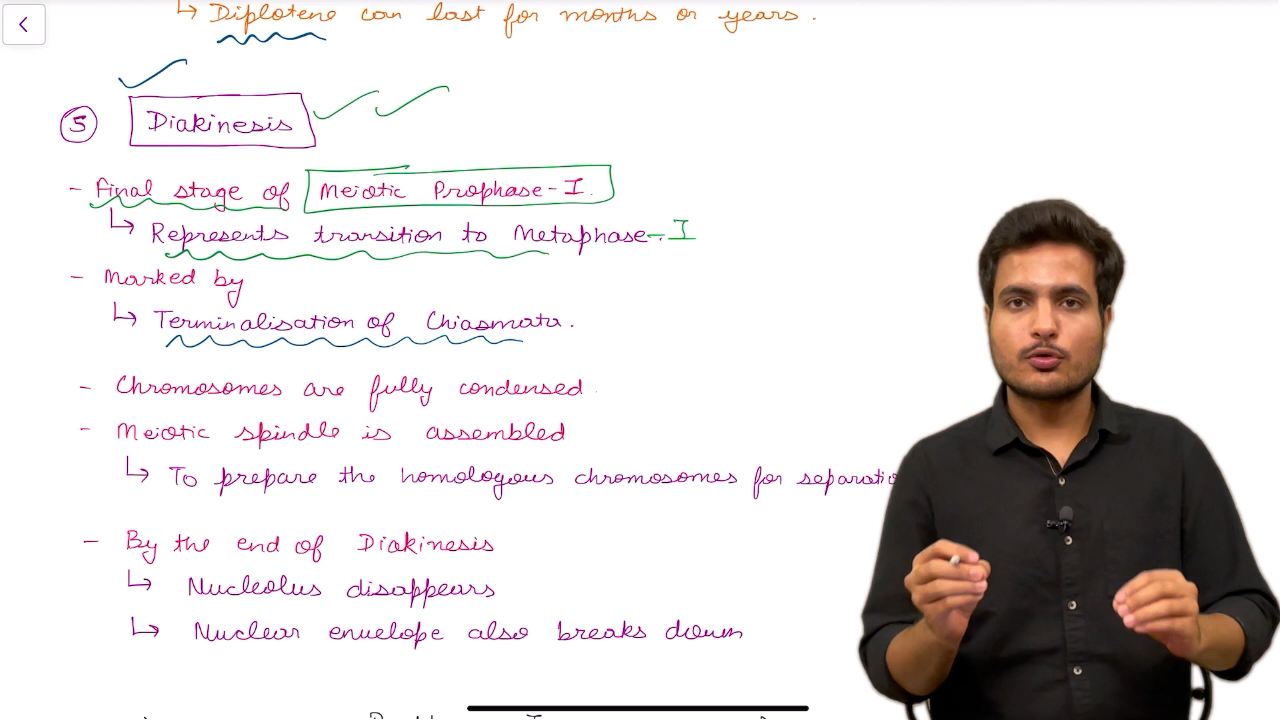 ↳ Diplotene can last for months or years.
⑤ Diakinesis
- Final stage of Meiotic Prophase-I.
↳ Represents transition to Metaphase-I
- Marked by
↳ Terminalisation of Chiasmata.
- Chromosomes are fully condensed.
- Meiotic spindle is assembled
↳ To prepare the homologous chromosomes for separatio
- By the end of Diakinesis
↳ Nucleolus disappears
↳ Nuclear envelope also breaks down